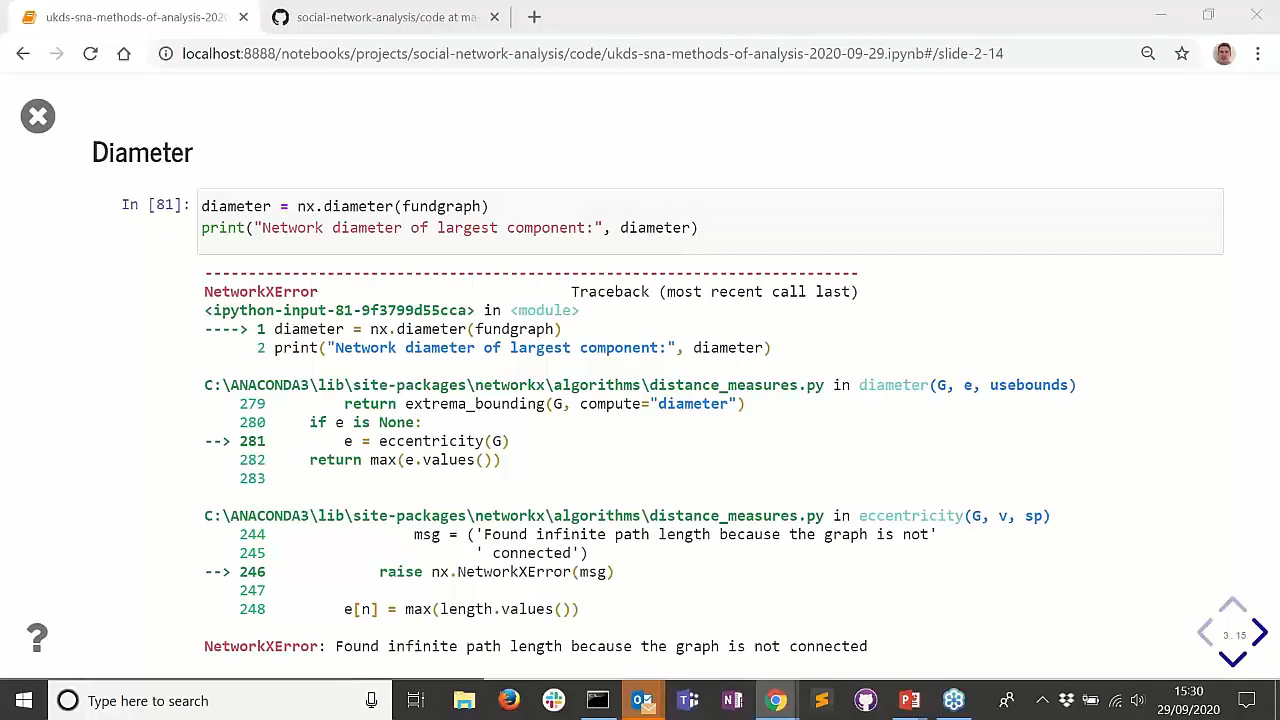 ukds-sna-methods-of-analysis-202
social-network-analysis/code at ma
localhost:8888/notebooks/projects/social-network-analysis/code/ukds-sna-methods-of-analysis-2020-09-29.ipynb#/slide-2-14
Diameter
In [81]:
diameter = nx.diameter(fundgraph)
print("Network diameter of largest component:", diameter)
---------------------------------------------------------------------------
NetworkXError                             Traceback (most recent call last)
<ipython-input-81-9f3799d55cca> in <module>
----> 1 diameter = nx.diameter(fundgraph)
      2 print("Network diameter of largest component:", diameter)
C:\ANACONDA3\lib\site-packages\networkx\algorithms\distance_measures.py in diameter(G, e, usebounds)
    279         return extrema_bounding(G, compute="diameter")
    280     if e is None:
--> 281         e = eccentricity(G)
    282     return max(e.values())
    283
C:\ANACONDA3\lib\site-packages\networkx\algorithms\distance_measures.py in eccentricity(G, v, sp)
    244                 msg = ('Found infinite path length because the graph is not'
    245                        ' connected')
--> 246             raise nx.NetworkXError(msg)
    247
    248         e[n] = max(length.values())
NetworkXError: Found infinite path length because the graph is not connected
?
3 . 15
Type here to search
15:30
29/09/2020